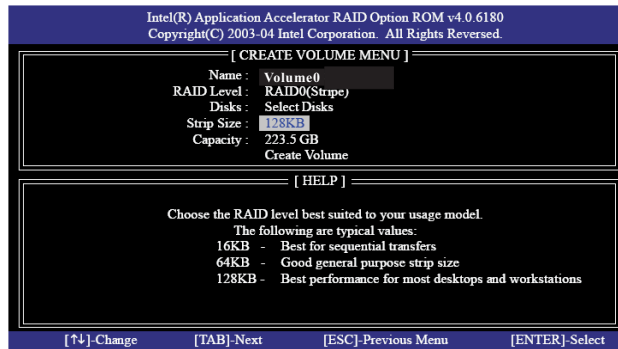 Intel(R) Application Accelerator RAID Option ROM v4.0.6180
Copyright(C) 2003-04 Intel Corporation. All Rights Reversed.
[ CREATE VOLUME MENU ]
Name : Volume0
RAID Level : RAID0(Stripe)
Disks : Select Disks
Strip Size : 128KB
Capacity : 223.5 GB
Create Volume
[ HELP ]
Choose the RAID level best suited to your usage model.
The following are typical values:
16KB - Best for sequential transfers
64KB - Good general purpose strip size
128KB - Best performance for most desktops and workstations
[↑↓]-Change [TAB]-Next [ESC]-Previous Menu [ENTER]-Select